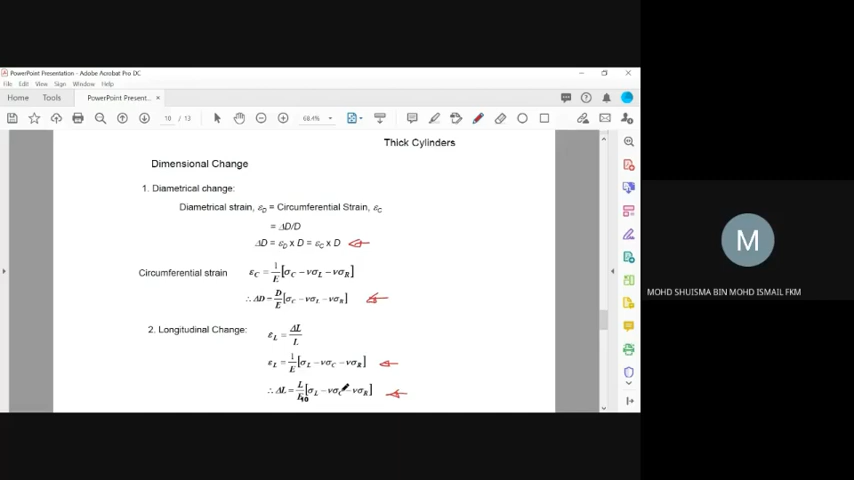 PowerPoint Presentation - Adobe Acrobat Pro DC
File Edit View Sign Window Help
Home Tools PowerPoint Present... ×
10 / 13 68.4%
Thick Cylinders
Dimensional Change
1. Diametrical change:
Diametrical strain, εD = Circumferential Strain, εC
= ΔD/D
ΔD = εD x D = εC x D
Circumferential strain εC = 1/E [σC − νσL − νσR]
∴ ΔD = D/E [σC − νσL − νσR]
2. Longitudinal Change: εL = ΔL/L
εL = 1/E [σL − νσC − νσR]
∴ ΔL = L/E [σL − νσC − νσR]
10
M
MOHD SHUISMA BIN MOHD ISMAIL FKM